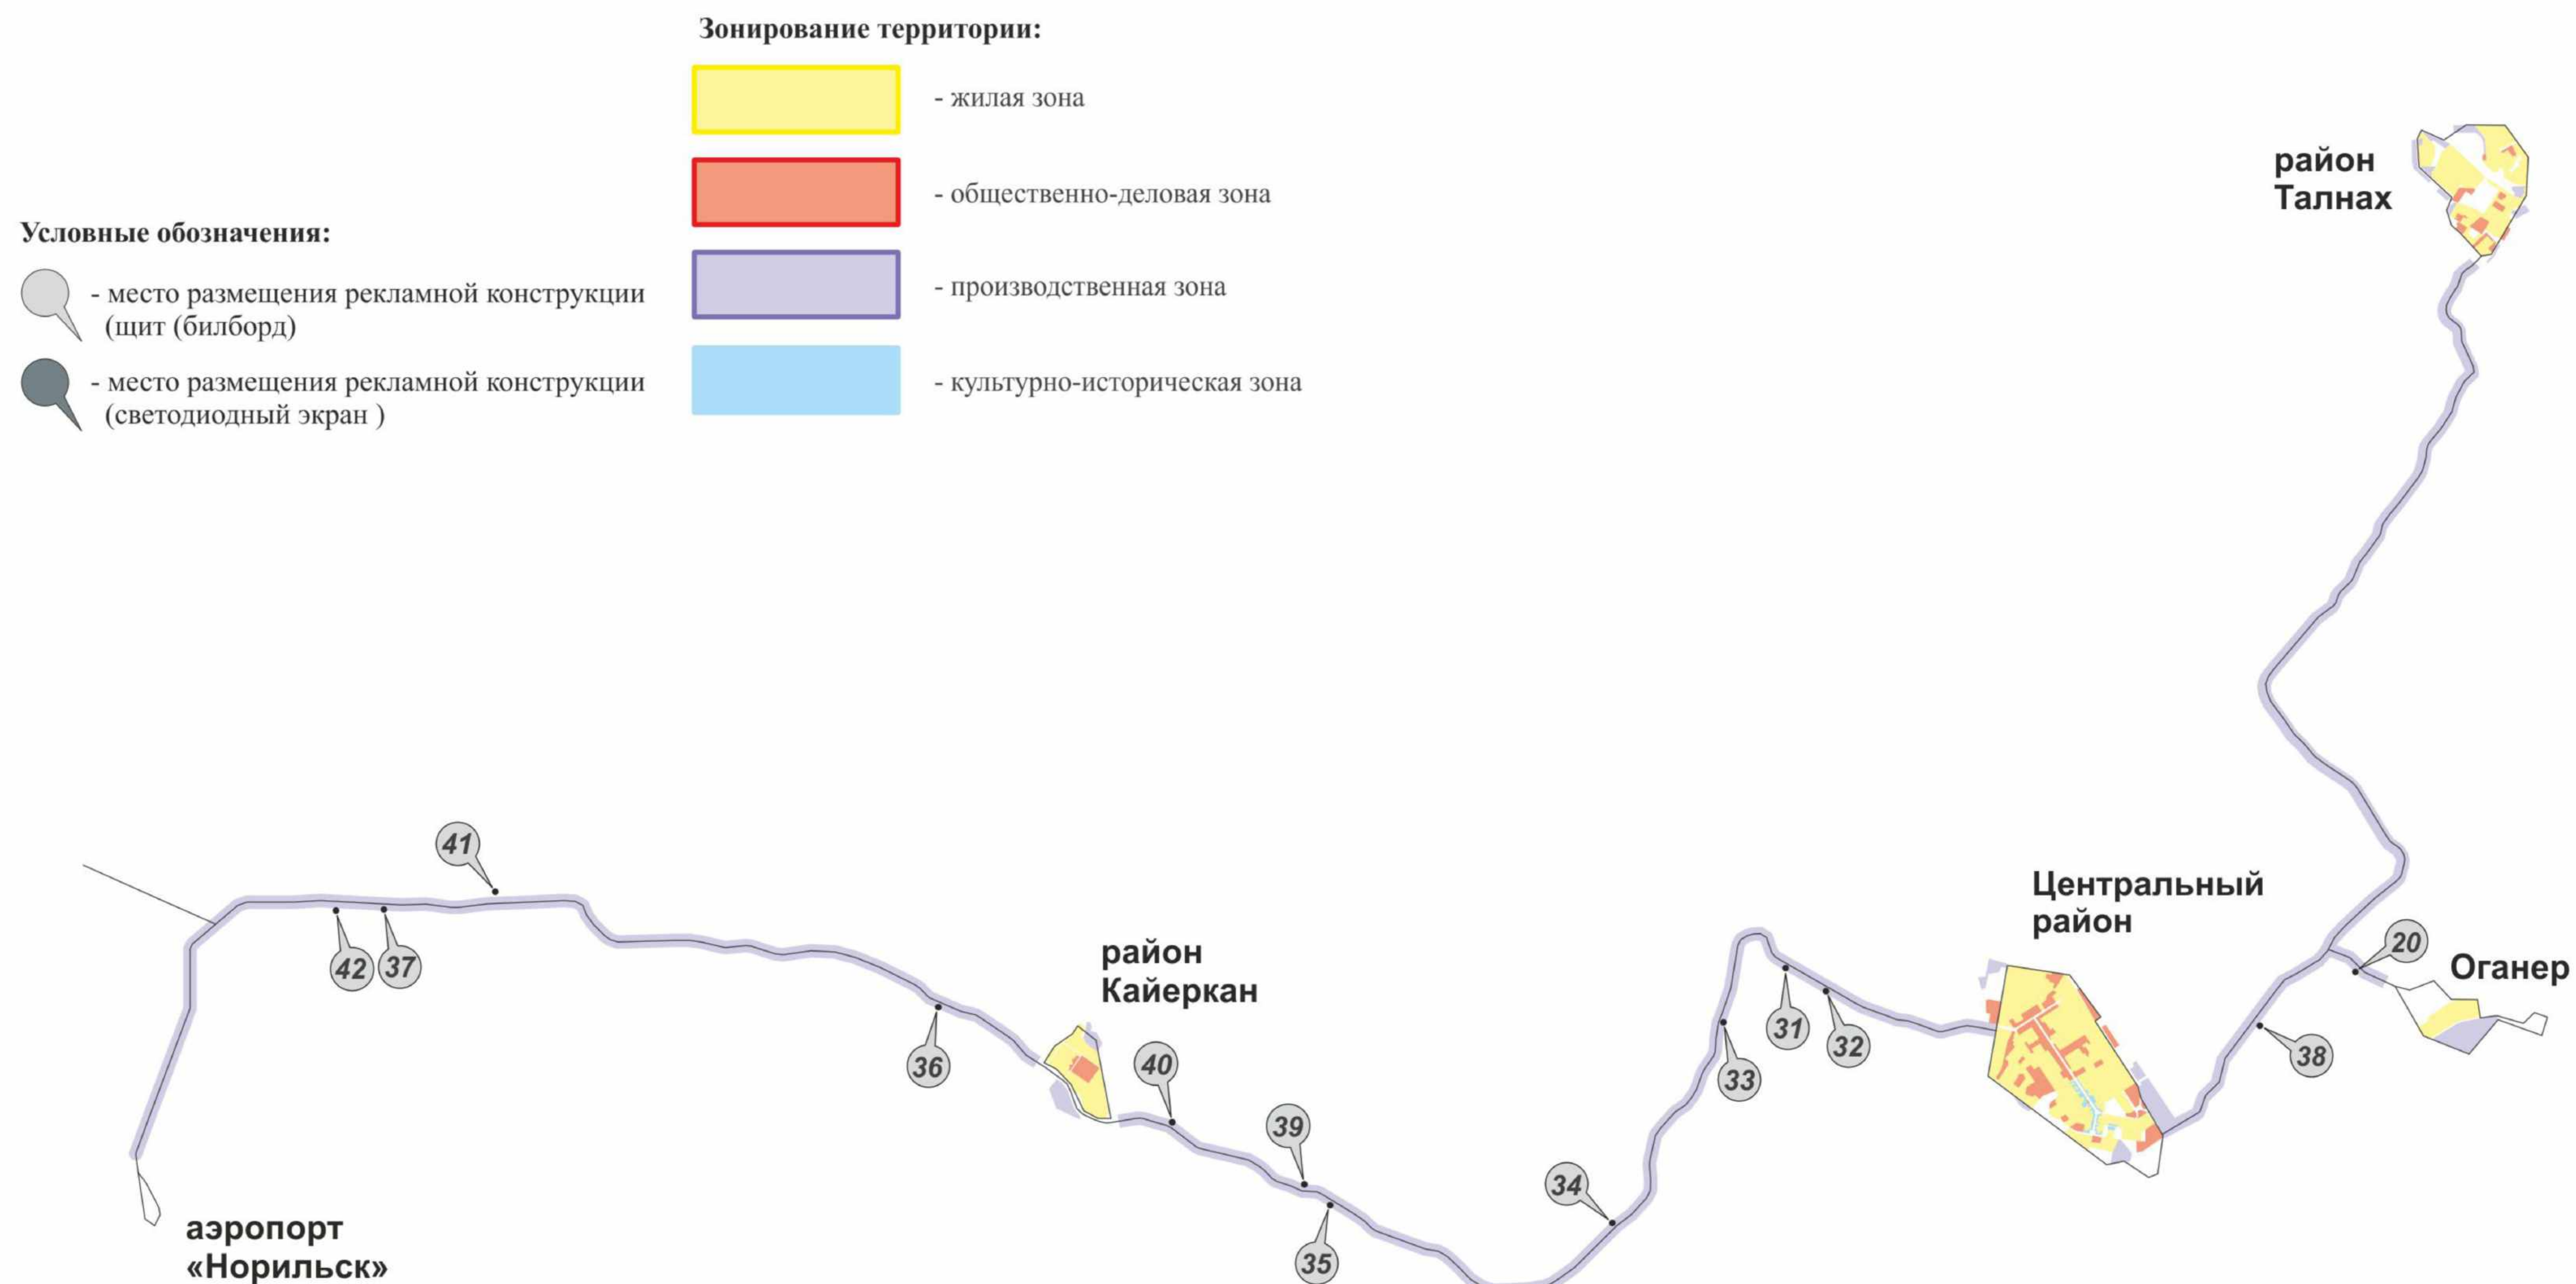 Зонирование территории:
- жилая зона
- общественно-деловая зона
- производственная зона
- культурно-историческая зона
Условные обозначения:
- место размещения рекламной конструкции
(щит (билборд)
- место размещения рекламной конструкции
(светодиодный экран )
район
Талнах
41
42
37
36
район
Кайеркан
40
39
35
34
33
31
32
Центральный
район
20
Оганер
38
аэропорт
«Норильск»